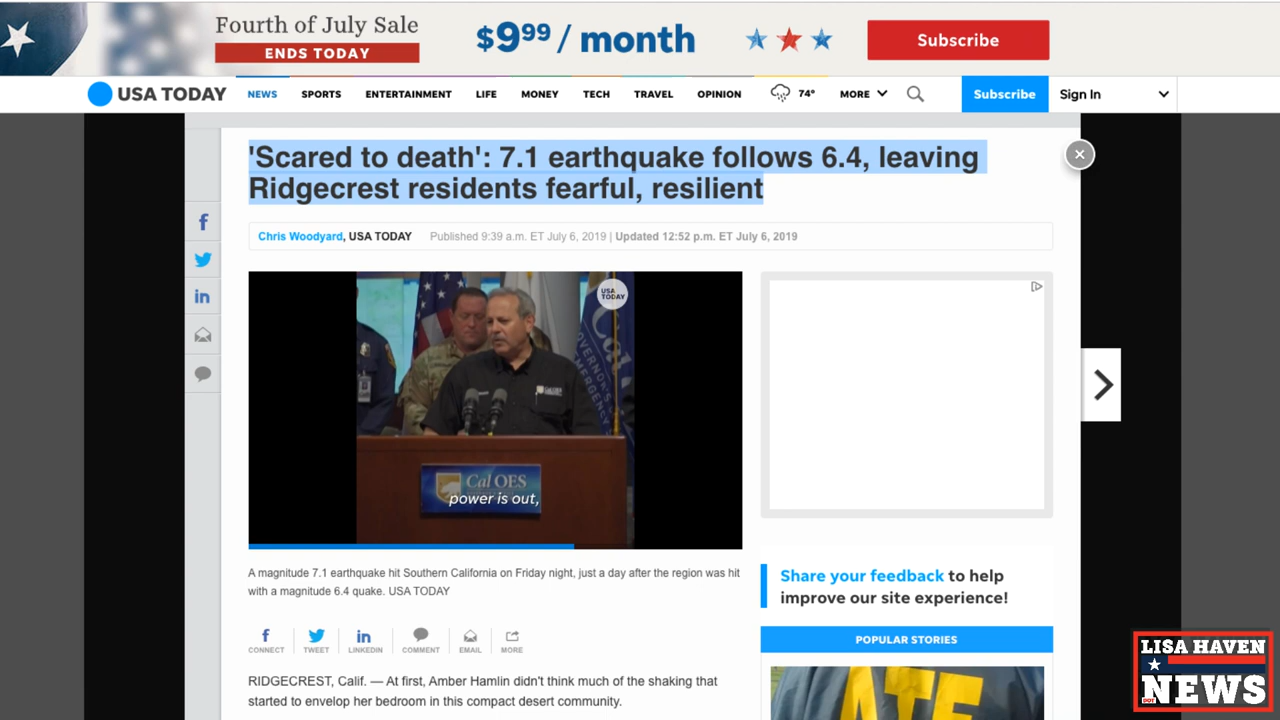 Fourth of July Sale
ENDS TODAY
$9.99 / month
Subscribe
USA TODAY
NEWS SPORTS ENTERTAINMENT LIFE MONEY TECH TRAVEL OPINION 74° MORE
Subscribe
Sign In
'Scared to death': 7.1 earthquake follows 6.4, leaving
Ridgecrest residents fearful, resilient
Chris Woodyard, USA TODAY Published 9:39 a.m. ET July 6, 2019 | Updated 12:52 p.m. ET July 6, 2019
USA
TODAY
GOVERNOR'S
EMERGENCY
Cal OES
power is out,
A magnitude 7.1 earthquake hit Southern California on Friday night, just a day after the region was hit
with a magnitude 6.4 quake. USA TODAY
CONNECT TWEET LINKEDIN COMMENT EMAIL MORE
RIDGECREST, Calif. — At first, Amber Hamlin didn't think much of the shaking that
started to envelop her bedroom in this compact desert community.
Share your feedback to help
improve our site experience!
POPULAR STORIES
ATF
LISA HAVEN
NEWS